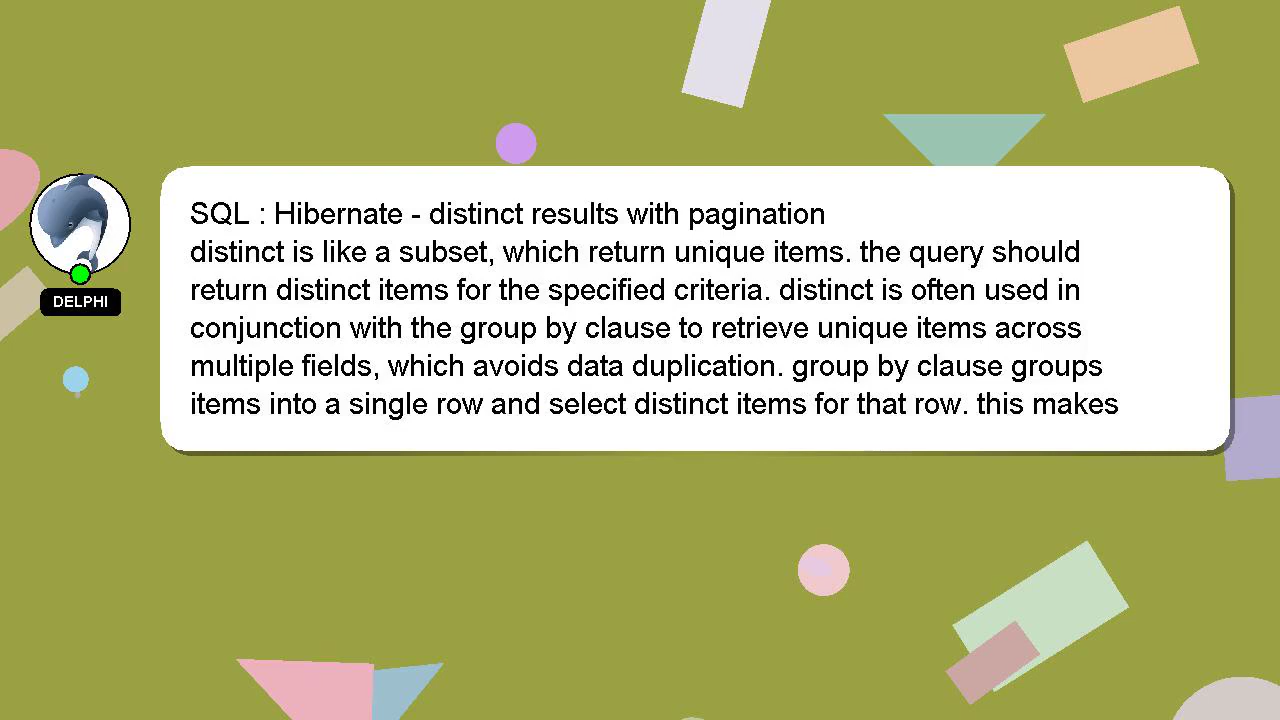 SQL : Hibernate - distinct results with pagination
distinct is like a subset, which return unique items. the query should
return distinct items for the specified criteria. distinct is often used in
conjunction with the group by clause to retrieve unique items across
multiple fields, which avoids data duplication. group by clause groups
items into a single row and select distinct items for that row. this makes
DELPHI